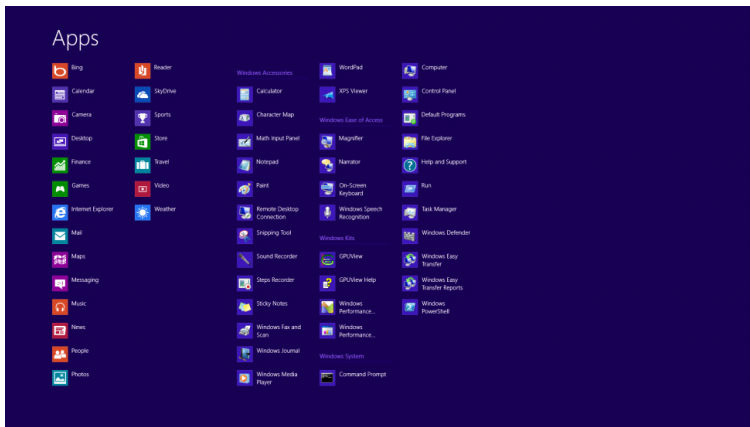 Apps
Bing
Calendar
Camera
Desktop
Finance
Games
Internet Explorer
Mail
Maps
Messaging
Music
News
People
Photos
Reader
SkyDrive
Sports
Store
Travel
Video
Weather
Windows Accessories
Calculator
Character Map
Math Input Panel
Notepad
Paint
Remote Desktop
Connection
Snipping Tool
Sound Recorder
Steps Recorder
Sticky Notes
Windows Fax and
Scan
Windows Journal
Windows Media
Player
WordPad
XPS Viewer
Windows Ease of Access
Magnifier
Narrator
On-Screen
Keyboard
Windows Speech
Recognition
Windows Kits
GPUView
GPUView Help
Windows
Performance...
Windows
Performance...
Windows System
Command Prompt
Computer
Control Panel
Default Programs
File Explorer
Help and Support
Run
Task Manager
Windows Defender
Windows Easy
Transfer
Windows Easy
Transfer Reports
Windows
PowerShell